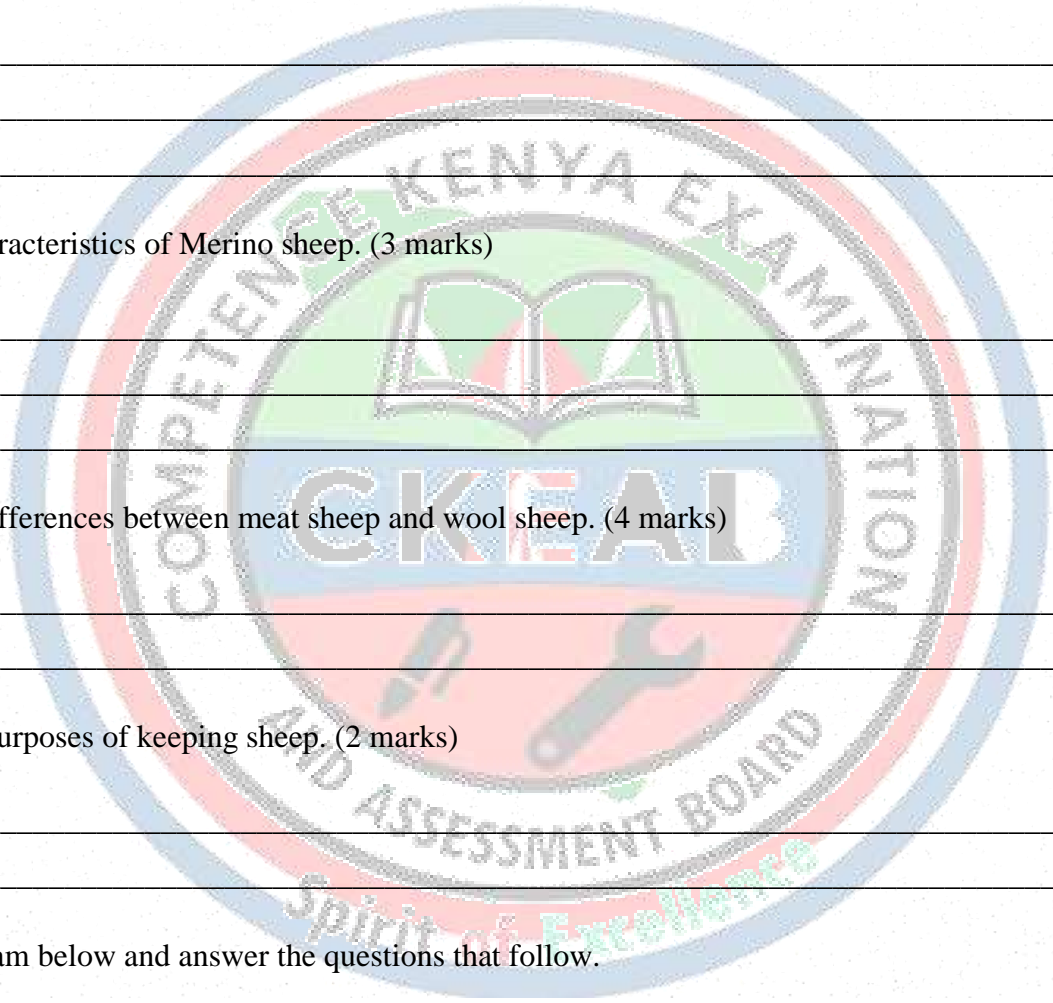 COMPETENCE KENYA EXAMINATION
racteristics of Merino sheep. (3 marks)
CKEAB
ifferences between meat sheep and wool sheep. (4 marks)
urposes of keeping sheep. (2 marks)
AND ASSESSMENT BOARD
Spirit of Excellence
am below and answer the questions that follow.